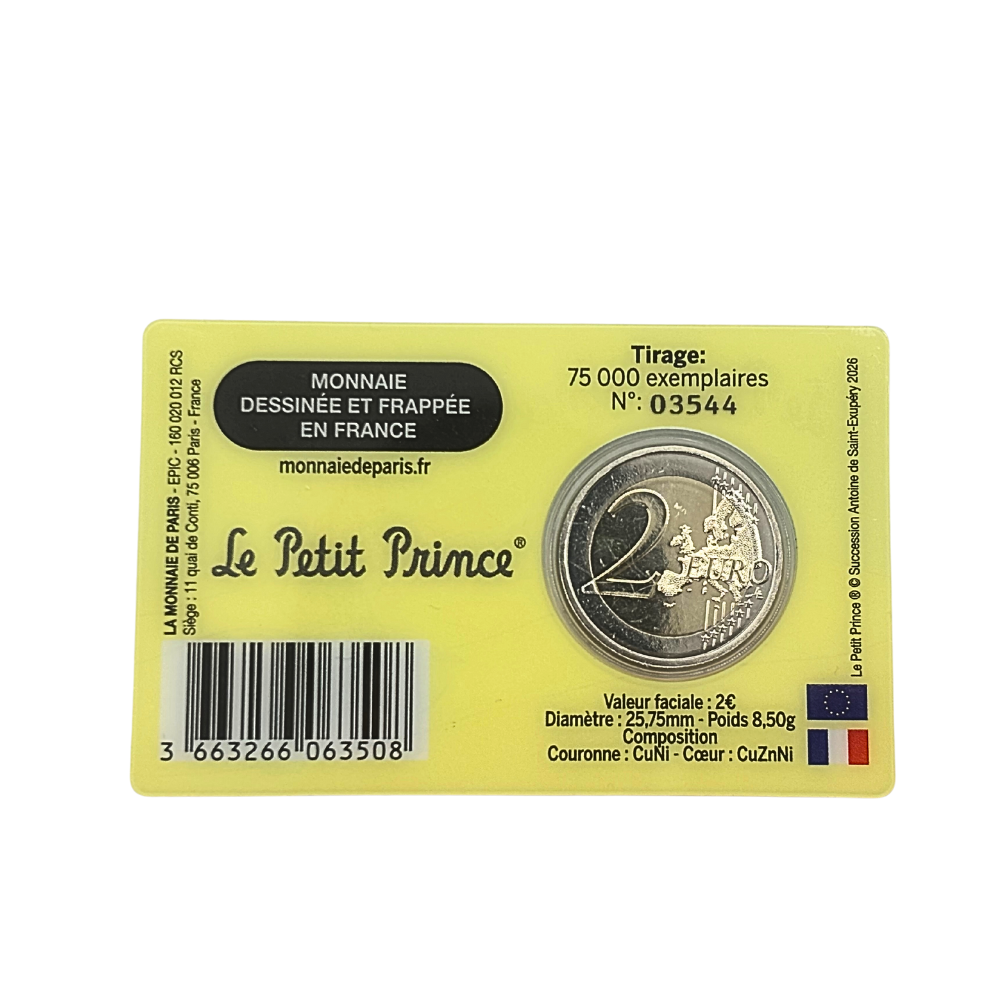 LA MONNAIE DE PARIS - EPIC - 160 020 012 RCS
Siège : 11 quai de Conti, 75 006 Paris - France
MONNAIE
DESSINÉE ET FRAPPÉE
EN FRANCE
monnaiedeparis.fr
Le Petit Prince®
3 663266 063508
Tirage:
75 000 exemplaires
N°: 03544
2 EURO
Valeur faciale : 2€
Diamètre : 25,75mm - Poids 8,50g
Composition
Couronne : CuNi - Cœur : CuZnNi
Le Petit Prince ® © Succession Antoine de Saint-Exupéry 2026